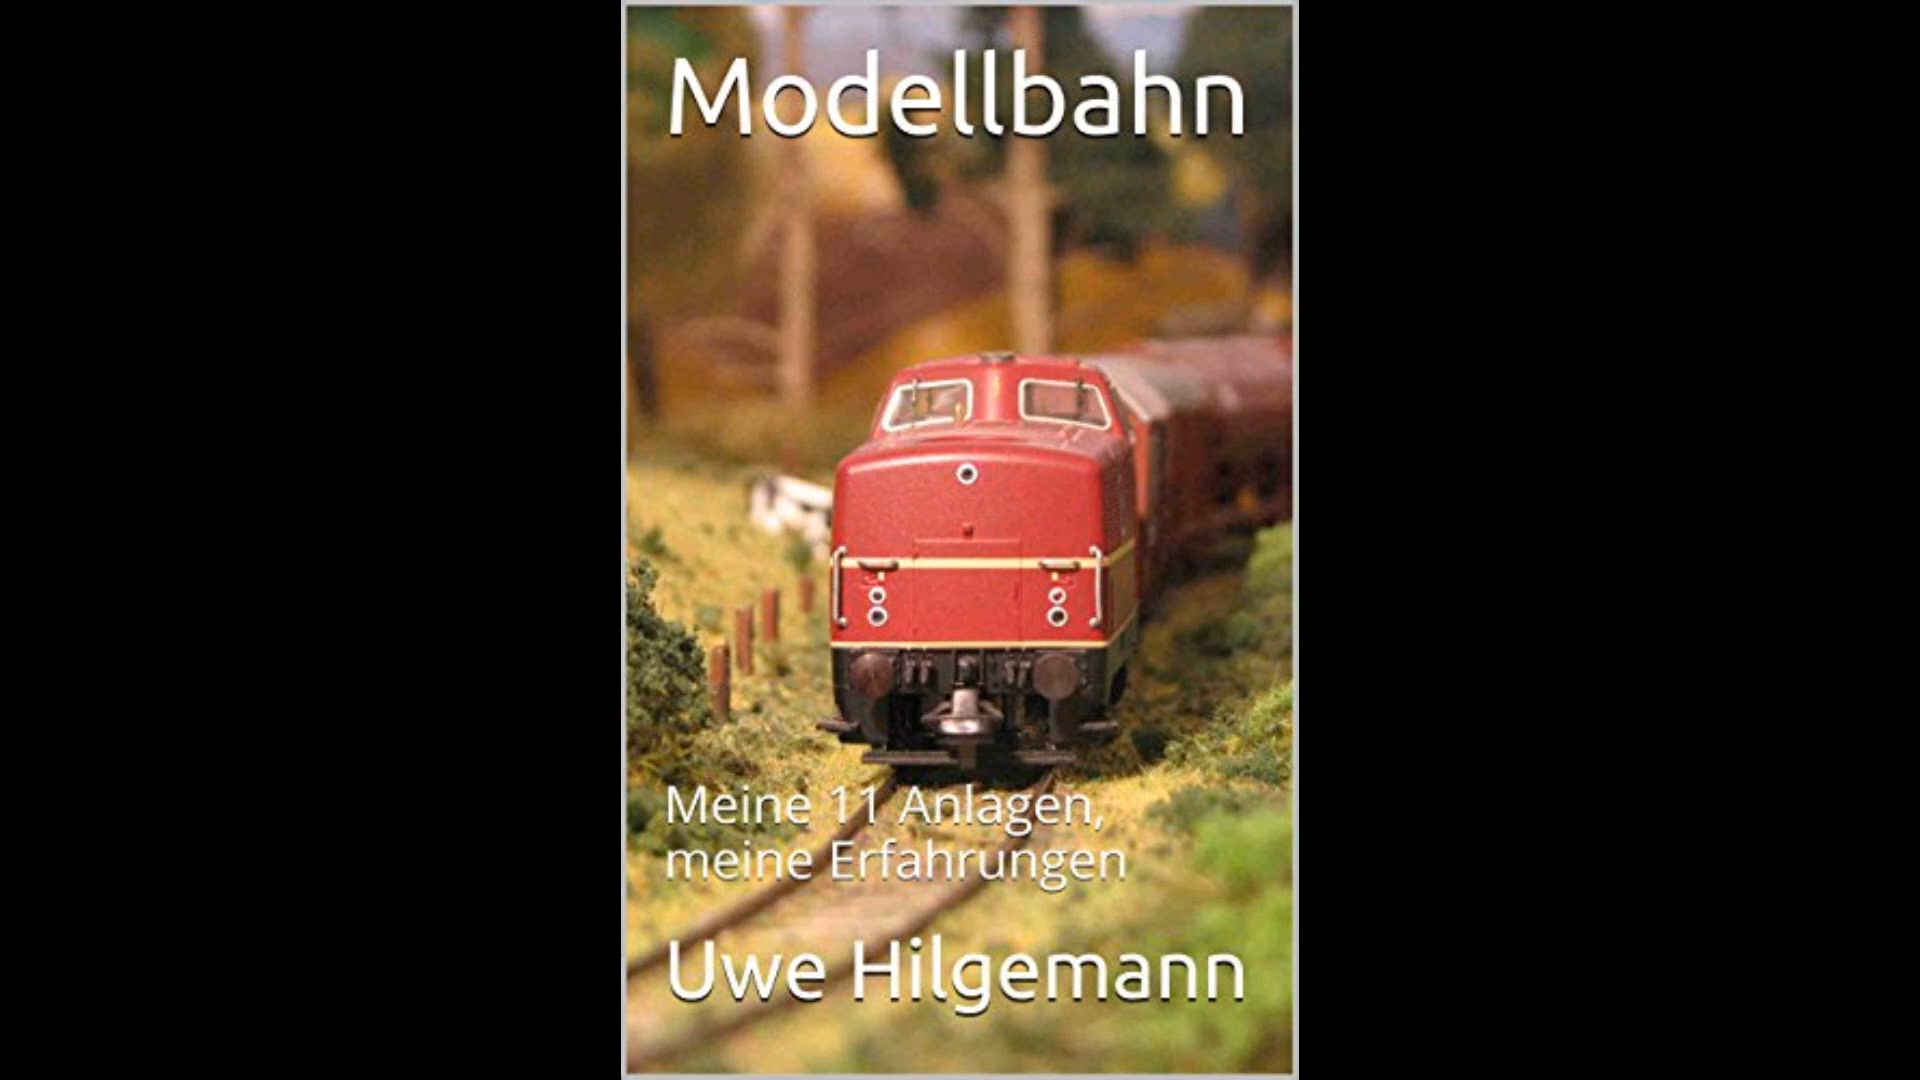 Modellbahn
Meine 11 Anlagen,
meine Erfahrungen
Uwe Hilgemann